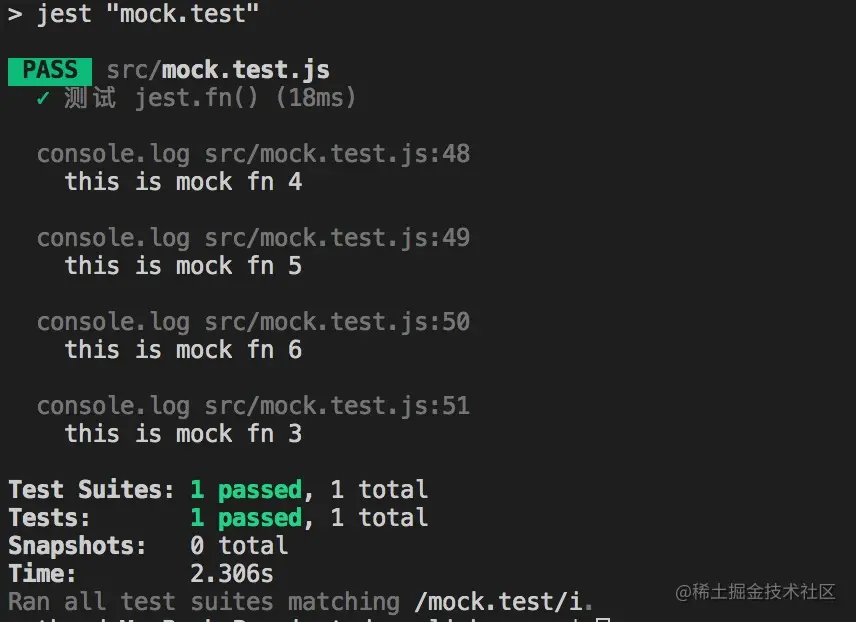 > jest "mock.test"
PASS src/mock.test.js
✓ 测试 jest.fn() (18ms)
console.log src/mock.test.js:48
this is mock fn 4
console.log src/mock.test.js:49
this is mock fn 5
console.log src/mock.test.js:50
this is mock fn 6
console.log src/mock.test.js:51
this is mock fn 3
Test Suites: 1 passed, 1 total
Tests: 1 passed, 1 total
Snapshots: 0 total
Time: 2.306s
Ran all test suites matching /mock.test/i.
@稀土掘金技术社区